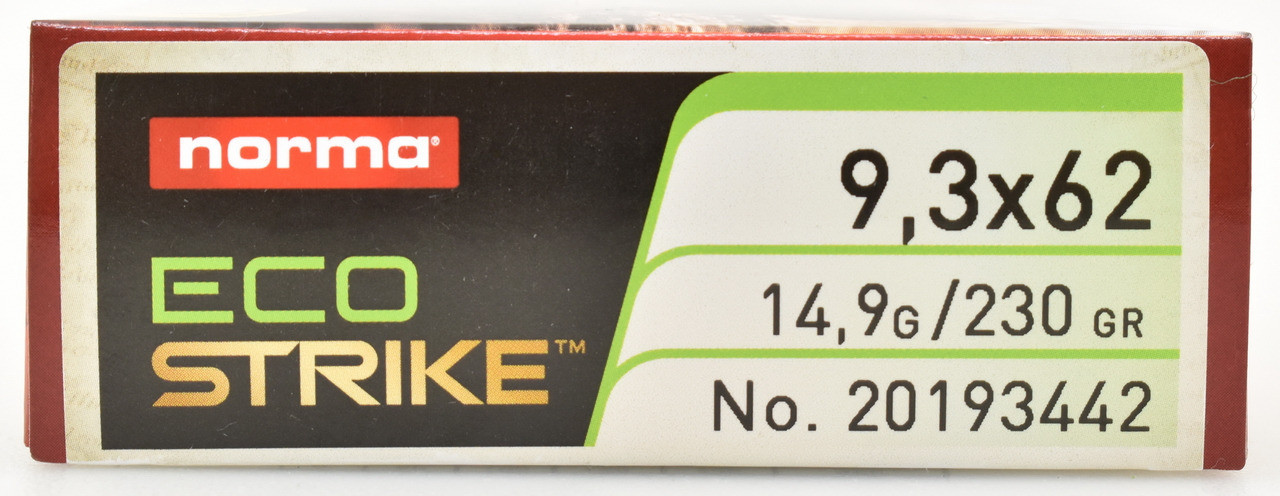 norma®
ECO
STRIKE™
9,3x62
14,9G/230 GR
No. 20193442